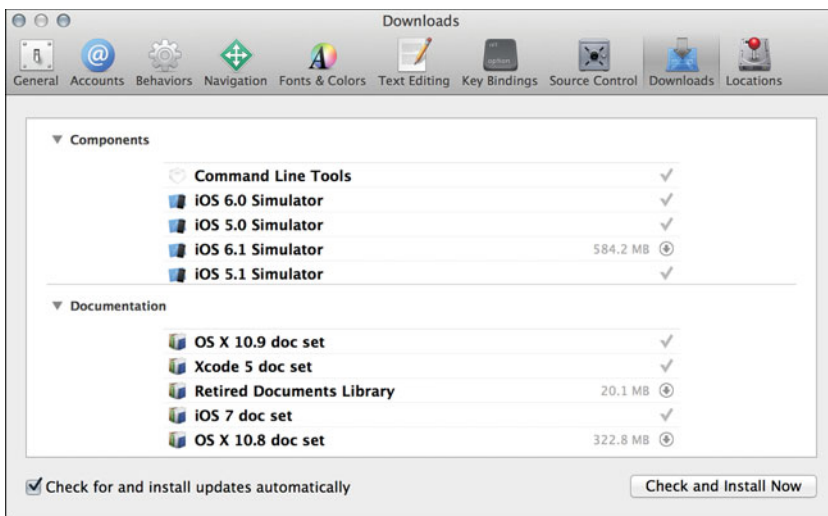 Downloads
General Accounts Behaviors Navigation Fonts & Colors Text Editing Key Bindings Source Control Downloads Locations
Components
Command Line Tools
iOS 6.0 Simulator
iOS 5.0 Simulator
iOS 6.1 Simulator 584.2 MB
iOS 5.1 Simulator
Documentation
OS X 10.9 doc set
Xcode 5 doc set
Retired Documents Library 20.1 MB
iOS 7 doc set
OS X 10.8 doc set 322.8 MB
Check for and install updates automatically Check and Install Now